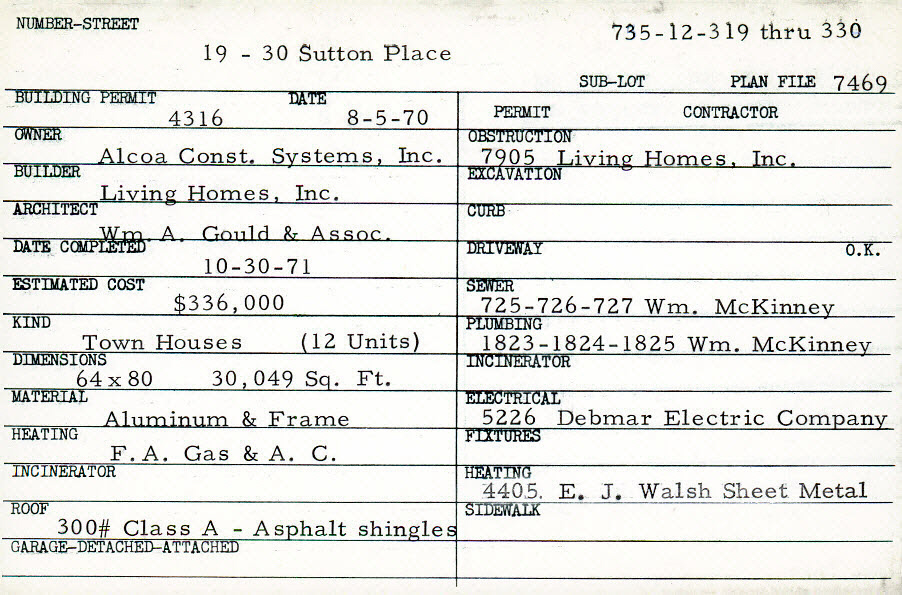 NUMBER-STREET
735-12-319 thru 330
19 - 30 Sutton Place
SUB-LOT PLAN FILE 7469
BUILDING PERMIT DATE
4316 8-5-70
OWNER
Alcoa Const. Systems, Inc.
BUILDER
Living Homes, Inc.
ARCHITECT
Wm. A. Gould & Assoc.
DATE COMPLETED
10-30-71
ESTIMATED COST
$336,000
KIND
Town Houses (12 Units)
DIMENSIONS
64 x 80 30,049 Sq. Ft.
MATERIAL
Aluminum & Frame
HEATING
F. A. Gas & A. C.
INCINERATOR
ROOF
300# Class A - Asphalt shingles
GARAGE-DETACHED-ATTACHED
PERMIT CONTRACTOR
OBSTRUCTION
7905 Living Homes, Inc.
EXCAVATION
CURB
DRIVEWAY O.K.
SEWER
725-726-727 Wm. McKinney
PLUMBING
1823-1824-1825 Wm. McKinney
INCINERATOR
ELECTRICAL
5226 Debmar Electric Company
FIXTURES
HEATING
4405. E. J. Walsh Sheet Metal
SIDEWALK